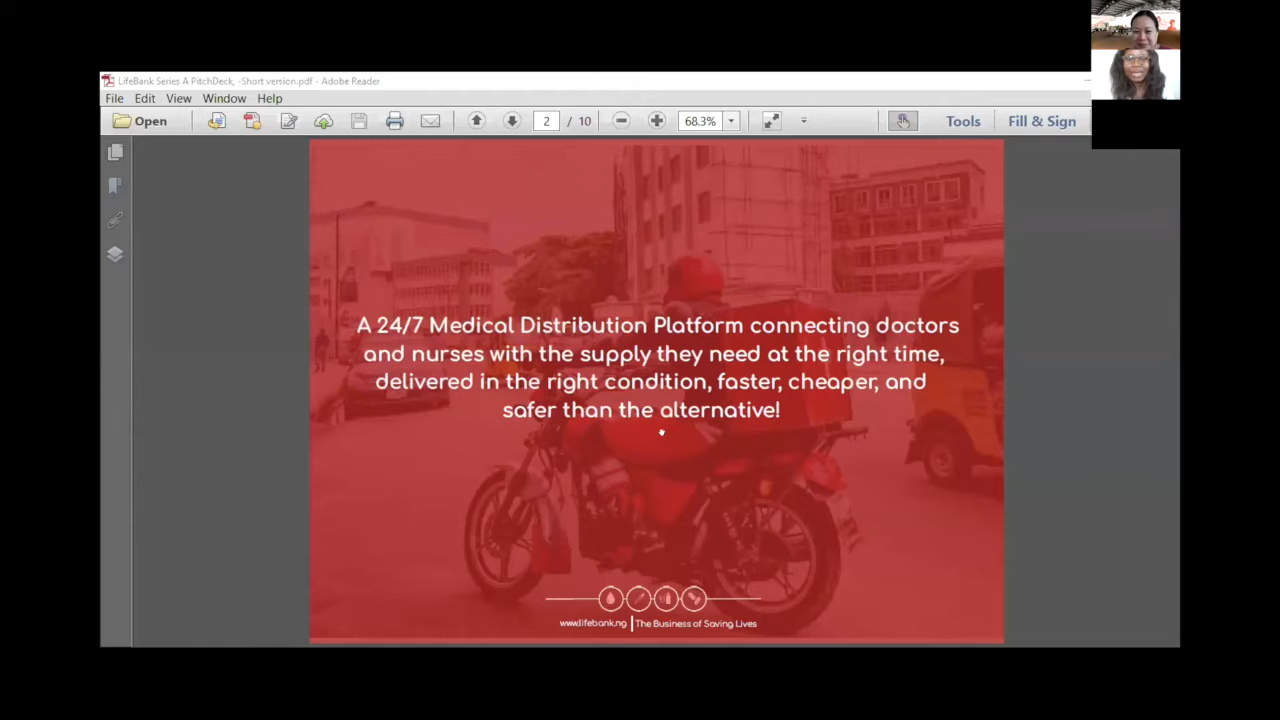 LifeBank Series A PitchDeck, -Short version.pdf - Adobe Reader
File Edit View Window Help
Open 2 / 10 68.3% Tools Fill & Sign
A 24/7 Medical Distribution Platform connecting doctors
and nurses with the supply they need at the right time,
delivered in the right condition, faster, cheaper, and
safer than the alternative!
www.lifebank.ng | The Business of Saving Lives